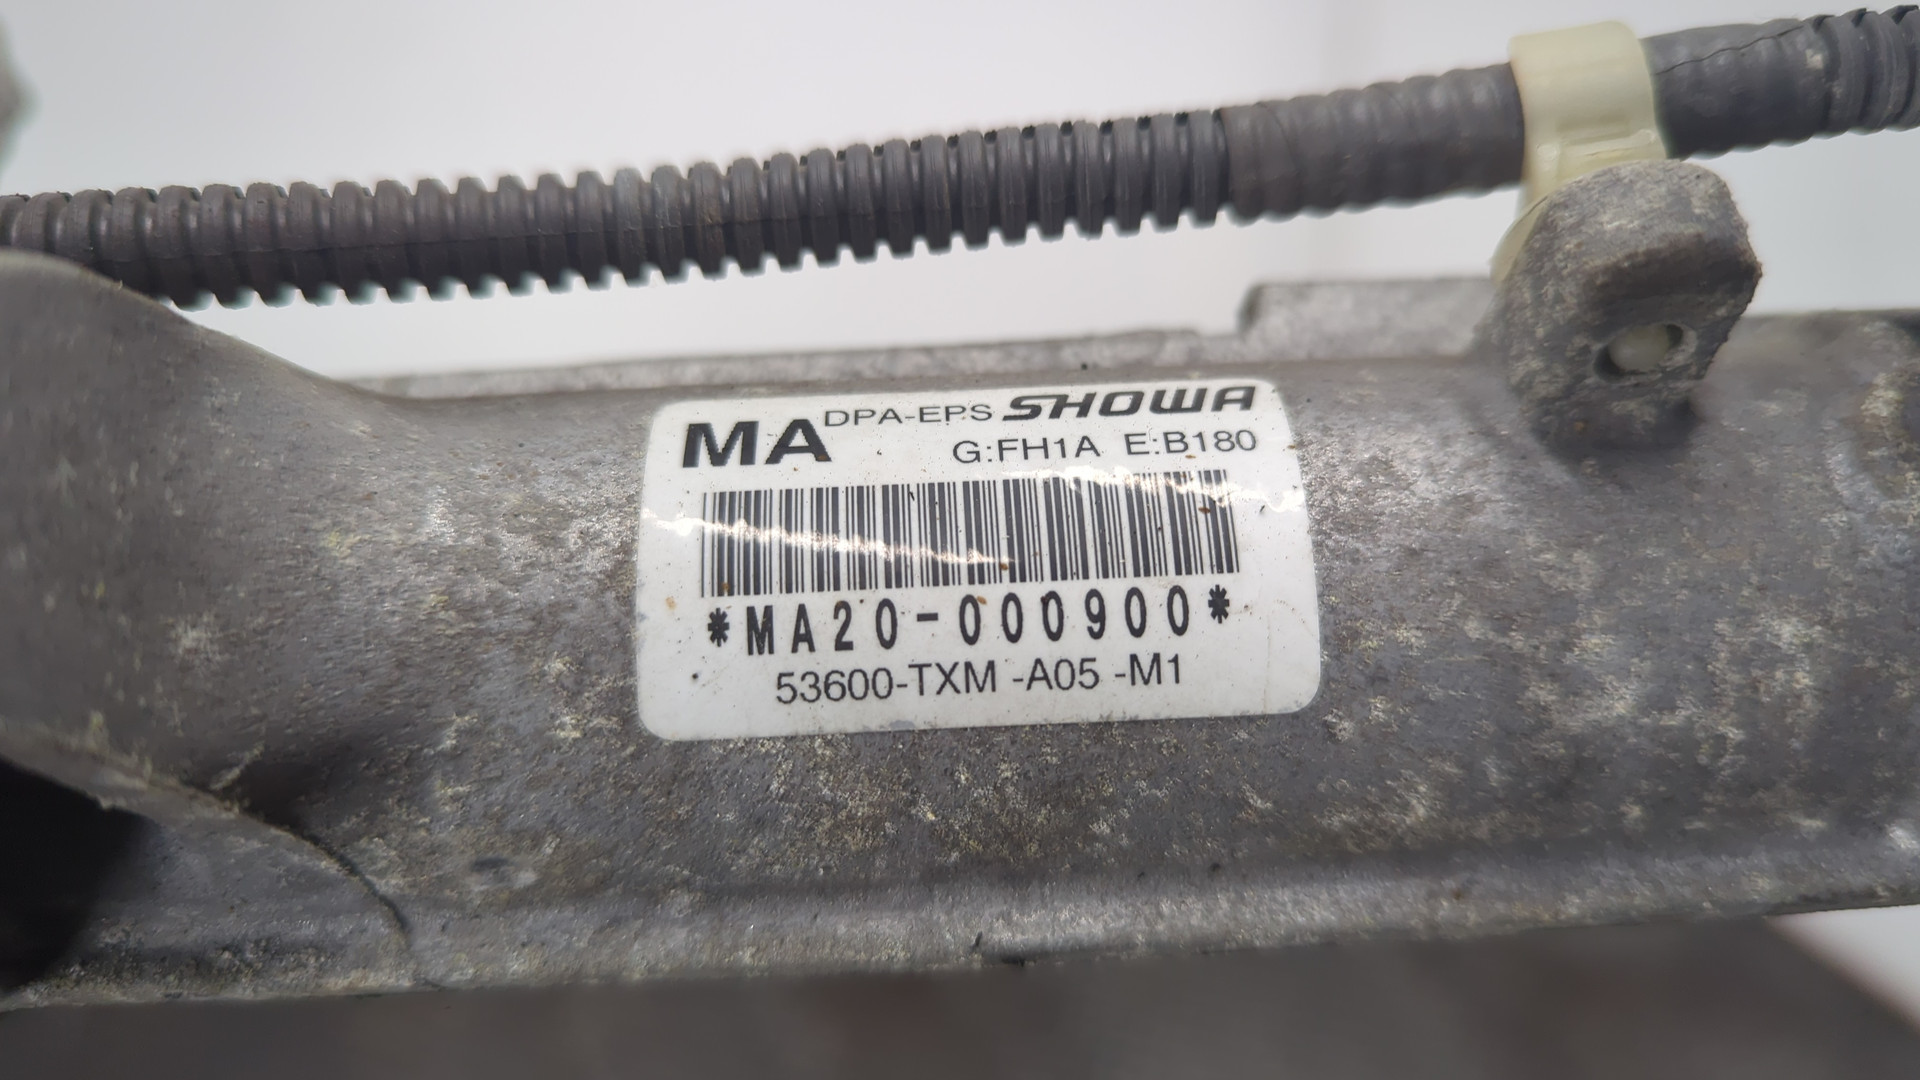 MA DPA-EPS SHOWA
G:FH1A E:B180
*MA20-000900*
53600-TXM -A05 -M1